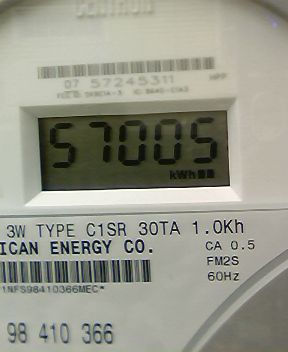 07 57245311
57005
kWh
3W TYPE C1SR 30TA 1.0Kh
ICAN ENERGY CO. CA 0.5
FM2S
60Hz
1NFS98410366MEC*
98 410 366